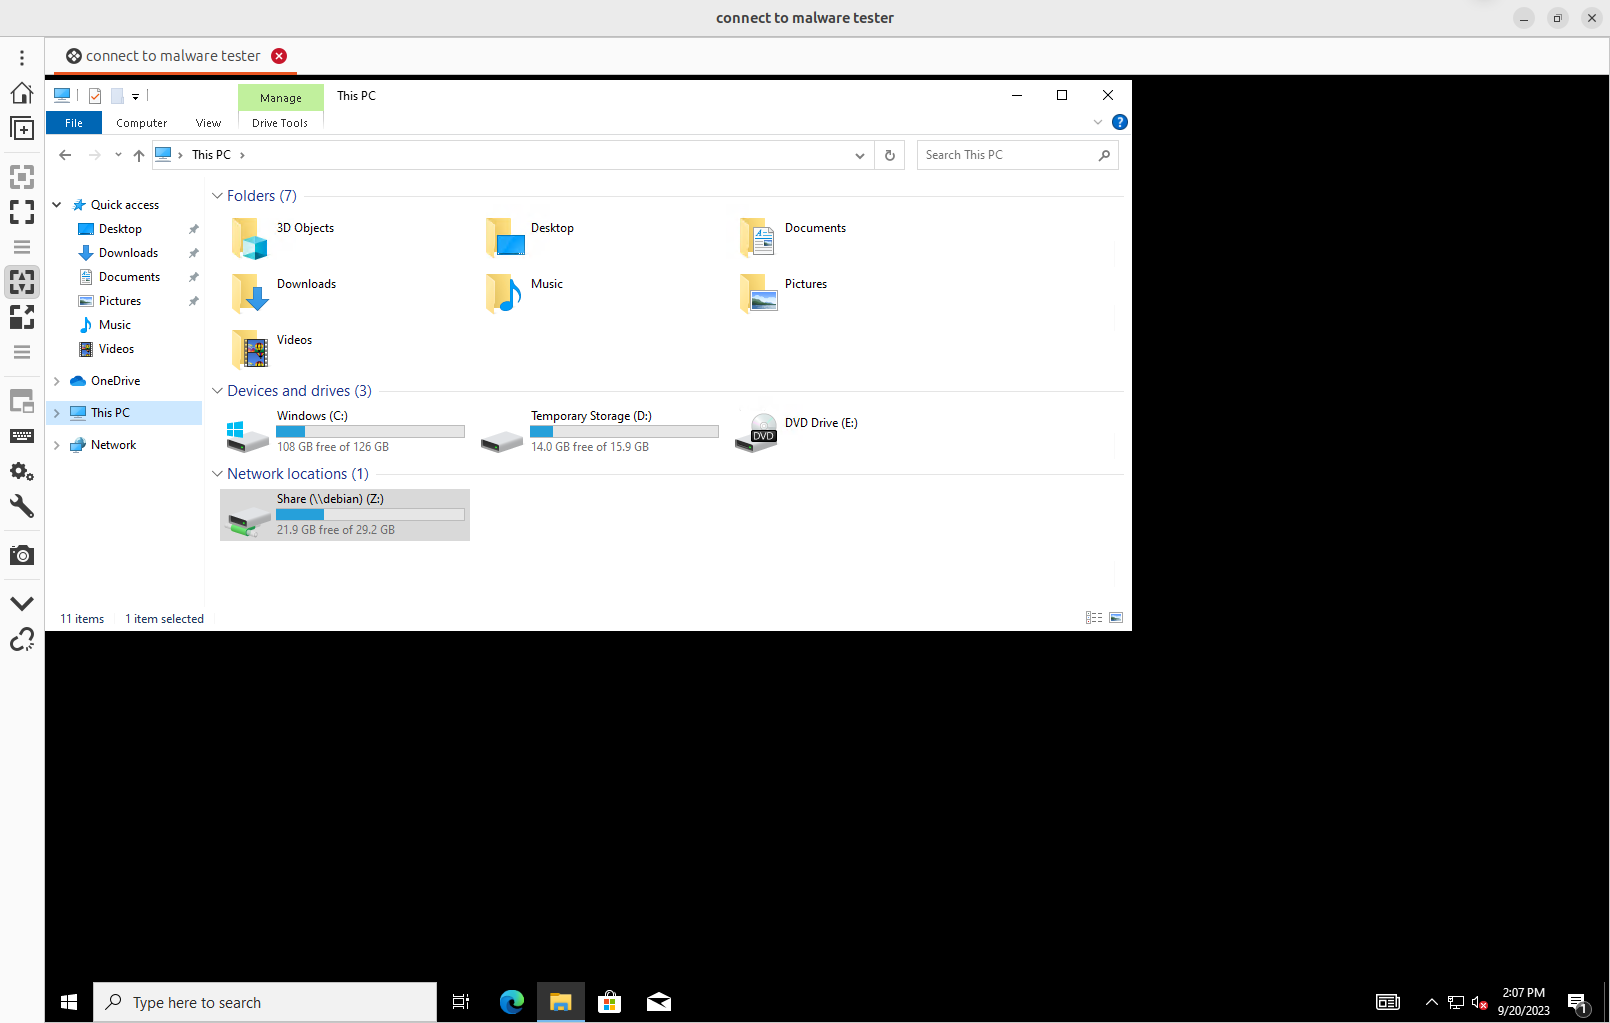 connect to malware tester
connect to malware tester
Manage
This PC
File
Computer
View
Drive Tools
This PC
Search This PC
Quick access
Desktop
Downloads
Documents
Pictures
Music
Videos
OneDrive
This PC
Network
Folders (7)
3D Objects
Desktop
Documents
Downloads
Music
Pictures
Videos
Devices and drives (3)
Windows (C:)
108 GB free of 126 GB
Temporary Storage (D:)
14.0 GB free of 15.9 GB
DVD
DVD Drive (E:)
Network locations (1)
Share (\\debian) (Z:)
21.9 GB free of 29.2 GB
11 items
1 item selected
Type here to search
2:07 PM
9/20/2023
1